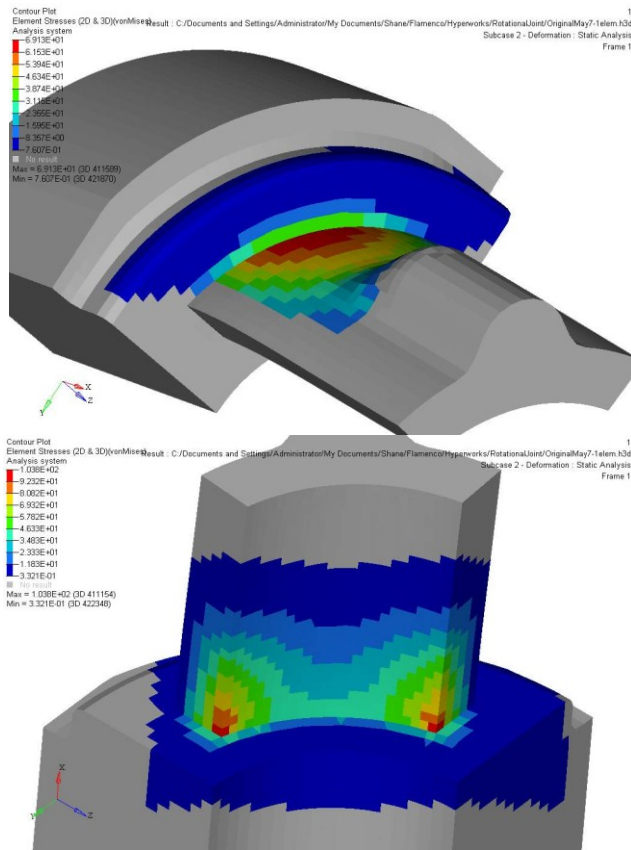 Contour Plot
Element Stresses (2D & 3D)(vonMises)
Analysis system
6.913E+01
6.153E+01
5.394E+01
4.634E+01
3.874E+01
3.115E+01
2.355E+01
1.595E+01
8.357E+00
7.607E-01
No result
Max = 6.913E+01 (3D 411589)
Min = 7.607E-01 (3D 421870)
1
Result : C:/Documents and Settings/Administrator/My Documents/Shane/Flamenco/Hyperworks/RotationalJoint/OriginalMay7-1elem.h3d
Subcase 2 - Deformation : Static Analysis
Frame 1
X
Y
Z
Contour Plot
Element Stresses (2D & 3D)(vonMises)
Analysis system
1.038E+02
9.232E+01
8.082E+01
6.932E+01
5.782E+01
4.633E+01
3.483E+01
2.333E+01
1.183E+01
3.321E-01
No result
Max = 1.038E+02 (3D 411154)
Min = 3.321E-01 (3D 422348)
1
Result : C:/Documents and Settings/Administrator/My Documents/Shane/Flamenco/Hyperworks/RotationalJoint/OriginalMay7-1elem.h3d
Subcase 2 - Deformation : Static Analysis
Frame 1
X
Y
Z